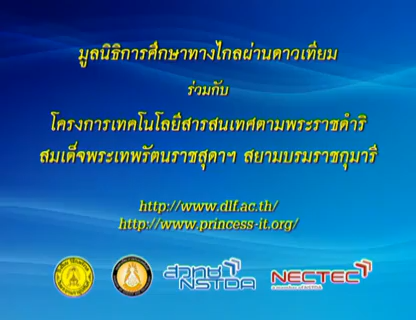 มูลนิธิการศึกษาทางไกลผ่านดาวเทียม
ร่วมกับ
โครงการเทคโนโลยีสารสนเทศตามพระราชดำริ
สมเด็จพระเทพรัตนราชสุดาฯ สยามบรมราชกุมารี
http://www.dlf.ac.th/
http://www.princess-it.org/
สวทช
NSTDA
NECTEC